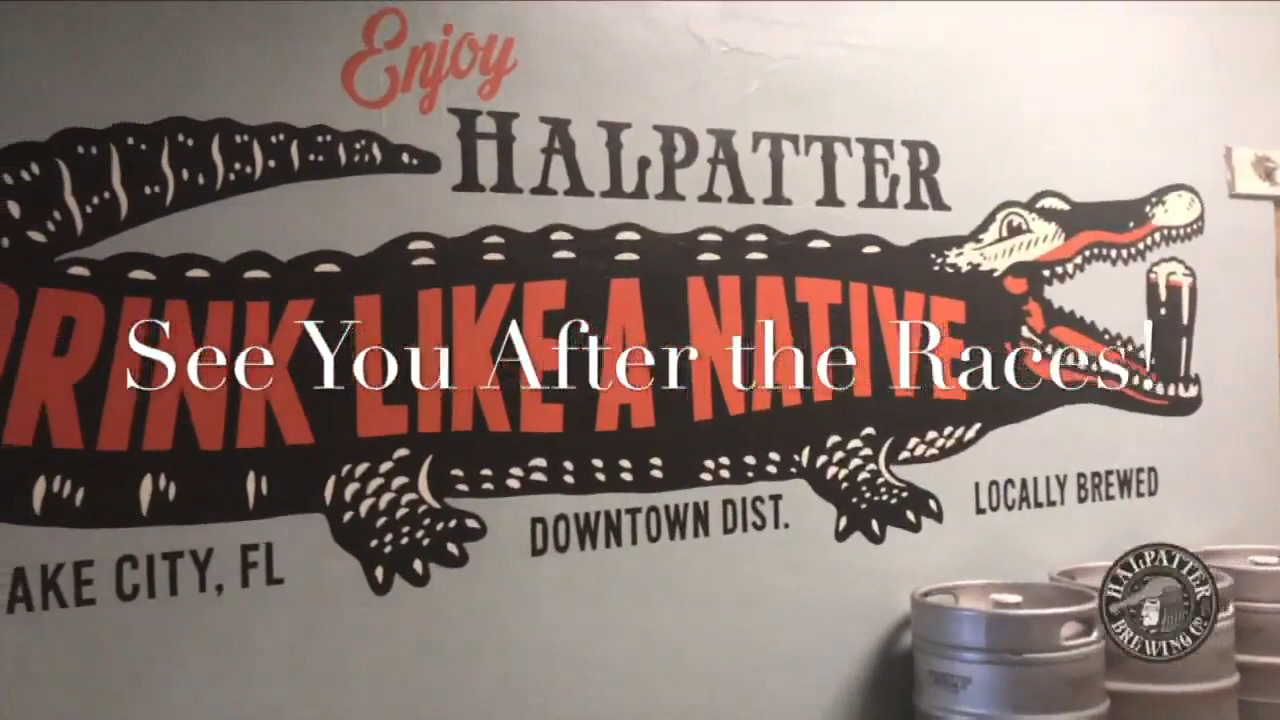 Enjoy
HALPATTER
RINK LIKE A NATIVE
See You After the Races!
AKE CITY, FL
DOWNTOWN DIST.
LOCALLY BREWED
HALPATTER
BREWING CO.